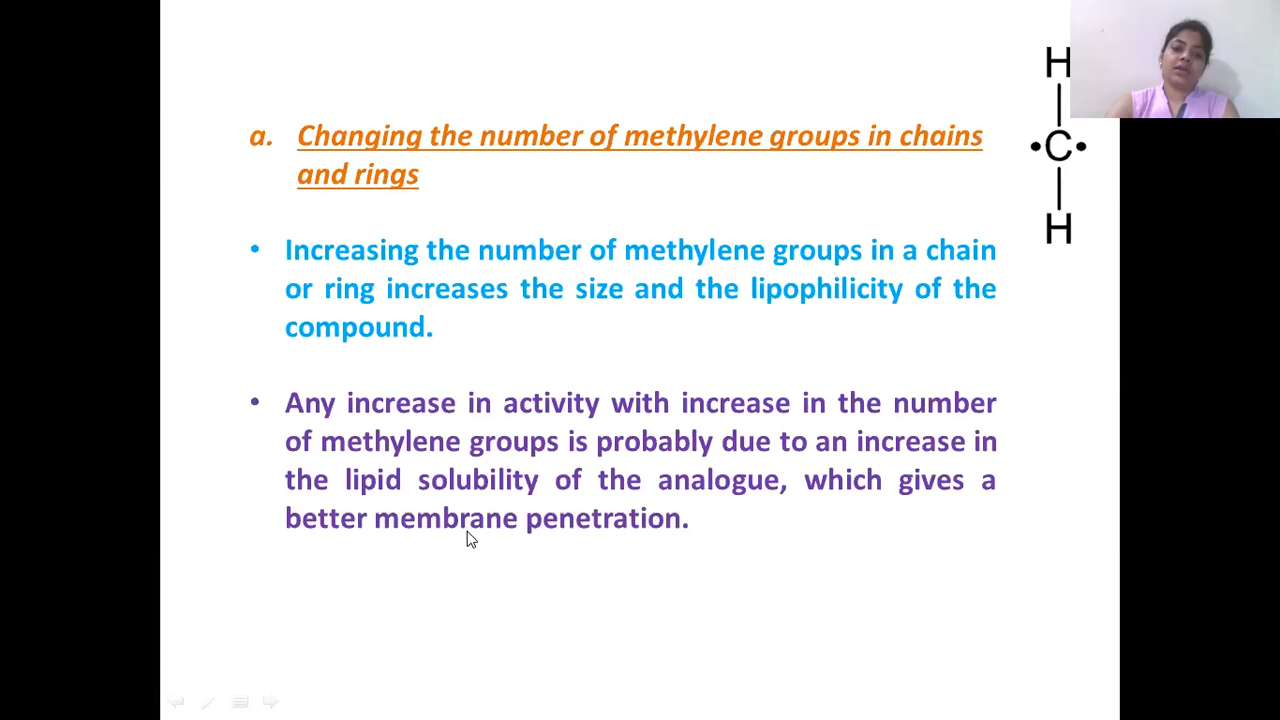 a. Changing the number of methylene groups in chains
and rings
• Increasing the number of methylene groups in a chain
or ring increases the size and the lipophilicity of the
compound.
• Any increase in activity with increase in the number
of methylene groups is probably due to an increase in
the lipid solubility of the analogue, which gives a
better membrane penetration.
H
•C•
H